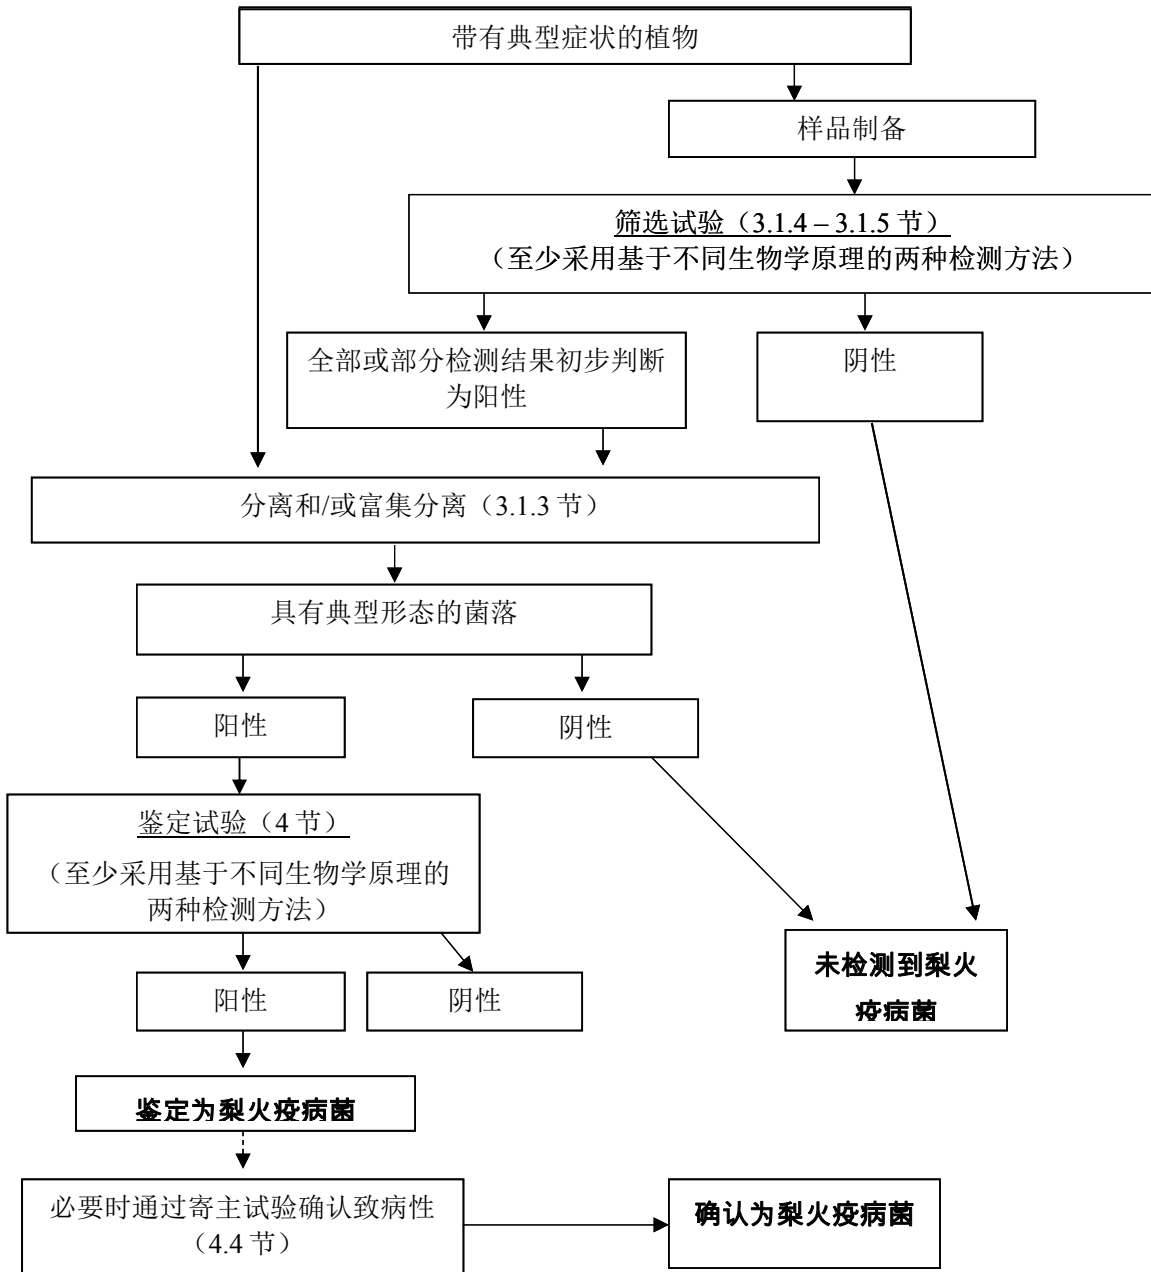 带有典型症状的植物
样品制备
筛选试验（3.1.4 – 3.1.5 节）
（至少采用基于不同生物学原理的两种检测方法）
全部或部分检测结果初步判断
为阳性
阴性
分离和/或富集分离（3.1.3 节）
具有典型形态的菌落
阳性
阴性
鉴定试验（4 节）
（至少采用基于不同生物学原理的
两种检测方法）
未检测到梨火
疫病菌
阳性
阴性
鉴定为梨火疫病菌
必要时通过寄主试验确认致病性
（4.4 节）
确认为梨火疫病菌